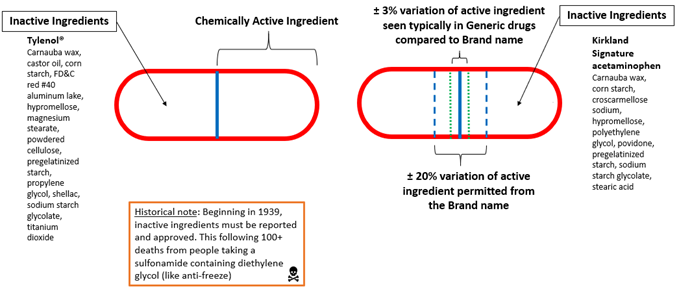 Inactive Ingredients
Tylenol®
Carnauba wax,
castor oil, corn
starch, FD&C
red #40
aluminum lake,
hypromellose,
magnesium
stearate,
powdered
cellulose,
pregelatinized
starch,
propylene
glycol, shellac,
sodium starch
glycolate,
titanium
dioxide
Chemically Active Ingredient
± 3% variation of active ingredient
seen typically in Generic drugs
compared to Brand name
± 20% variation of active
ingredient permitted from
the Brand name
Inactive Ingredients
Kirkland
Signature
acetaminophen
Carnauba wax,
corn starch,
croscarmellose
sodium,
hypromellose,
polyethylene
glycol, povidone,
pregelatinized
starch, sodium
starch glycolate,
stearic acid
Historical note: Beginning in 1939,
inactive ingredients must be reported
and approved. This following 100+
deaths from people taking a
sulfonamide containing diethylene
glycol (like anti-freeze)